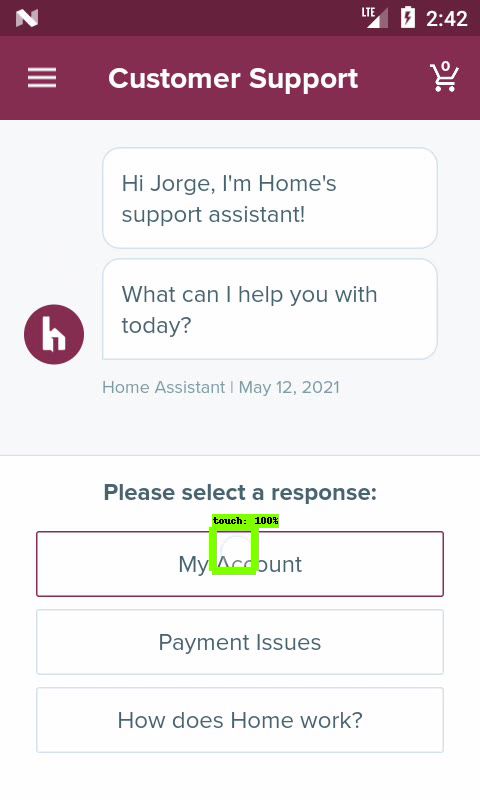 LTE 2:42
Customer Support
0
Hi Jorge, I'm Home's
support assistant!
What can I help you with
today?
h
Home Assistant | May 12, 2021
Please select a response:
touch: 100%
My Account
Payment Issues
How does Home work?